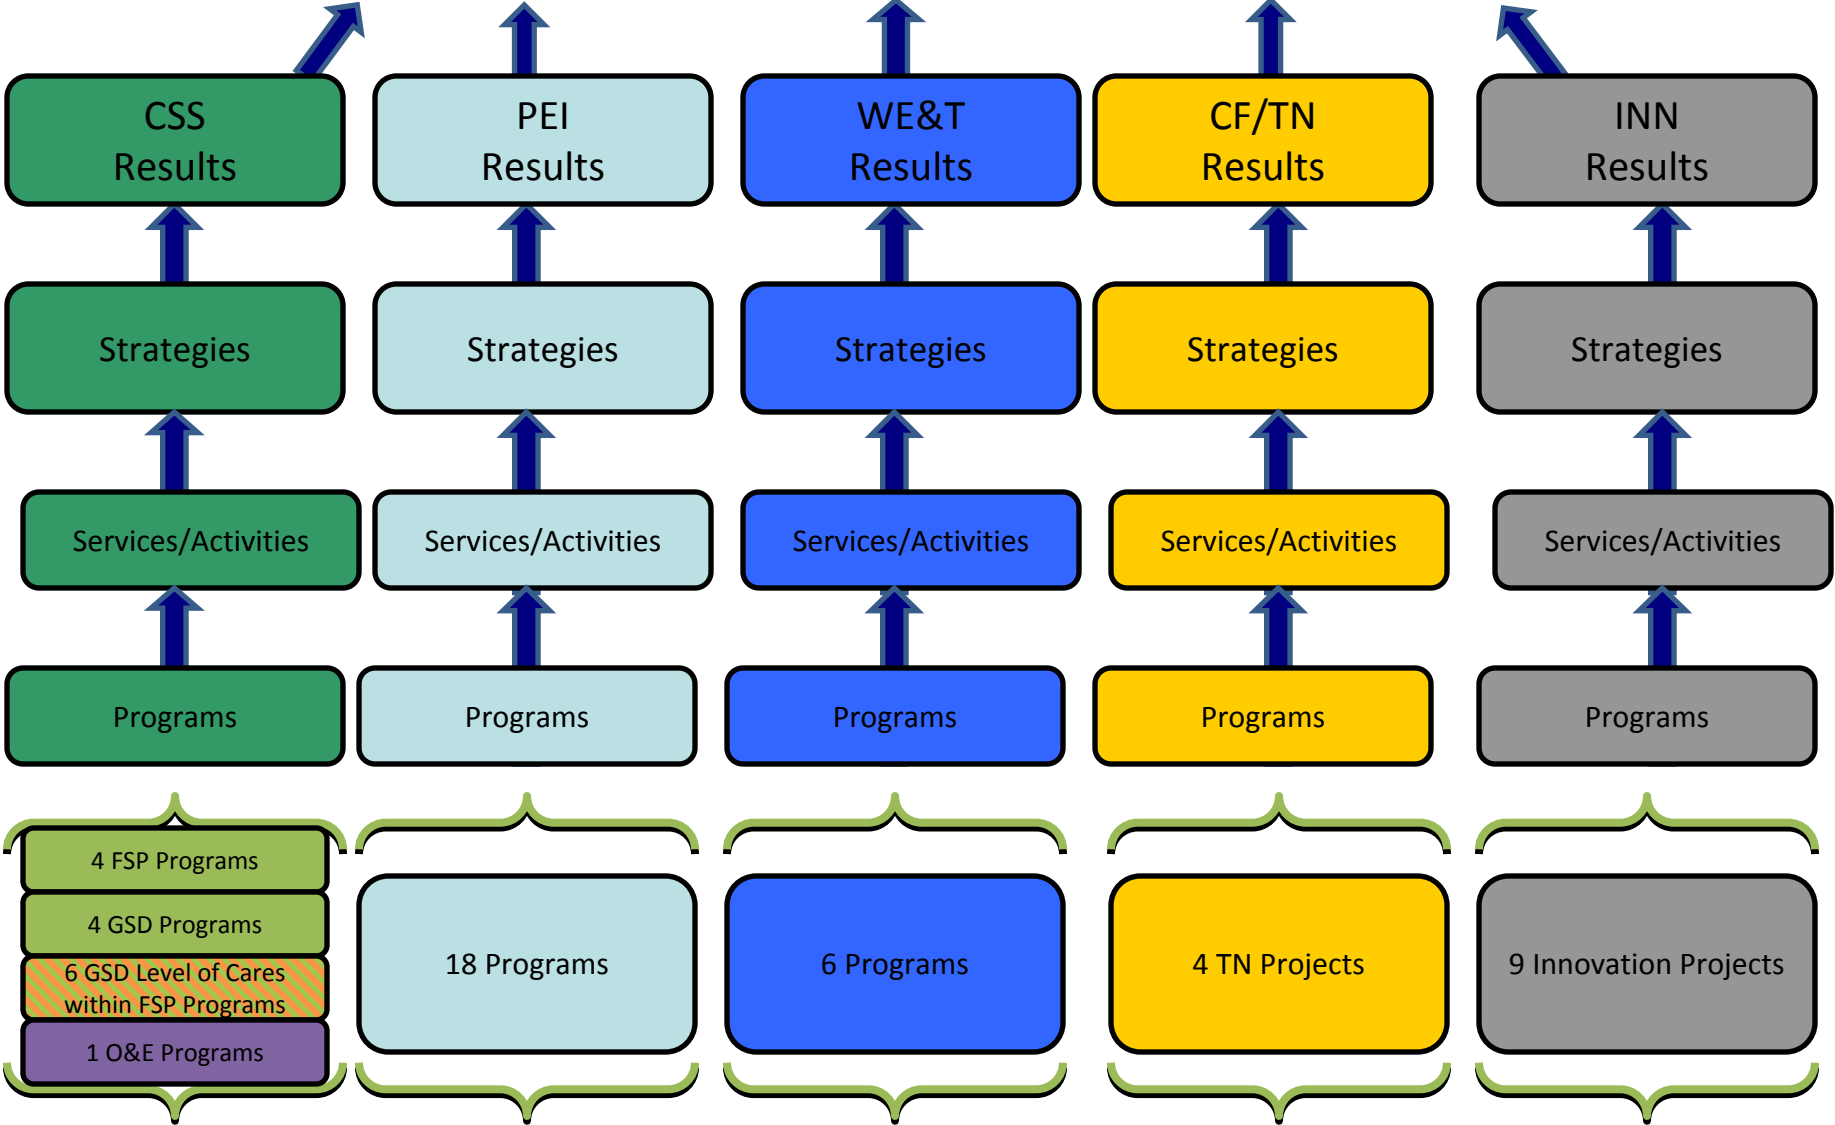 CSS
Results
PEI
Results
WE&T
Results
CF/TN
Results
INN
Results
Strategies
Strategies
Strategies
Strategies
Strategies
Services/Activities
Services/Activities
Services/Activities
Services/Activities
Services/Activities
Programs
Programs
Programs
Programs
Programs
4 FSP Programs
4 GSD Programs
6 GSD Level of Cares
within FSP Programs
1 O&E Programs
18 Programs
6 Programs
4 TN Projects
9 Innovation Projects